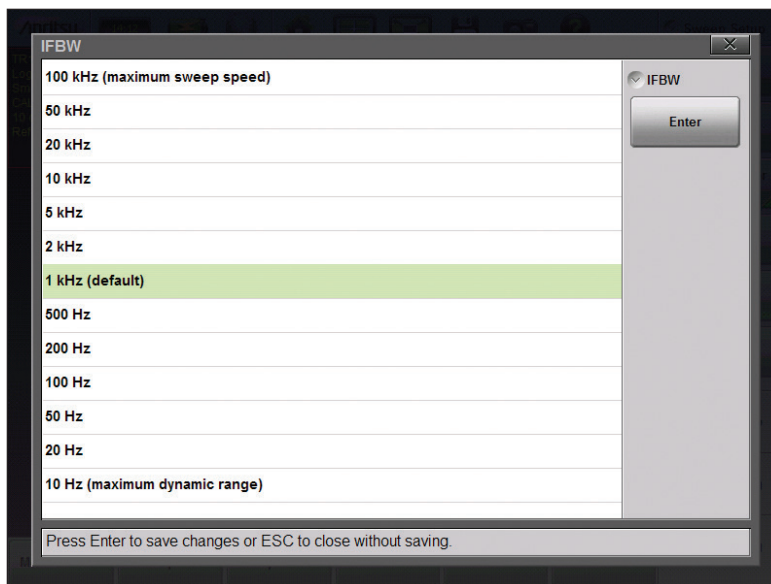 Anritsu
IFBW
100 kHz (maximum sweep speed)
50 kHz
20 kHz
10 kHz
5 kHz
2 kHz
1 kHz (default)
500 Hz
200 Hz
100 Hz
50 Hz
20 Hz
10 Hz (maximum dynamic range)
IFBW
Enter
Press Enter to save changes or ESC to close without saving.